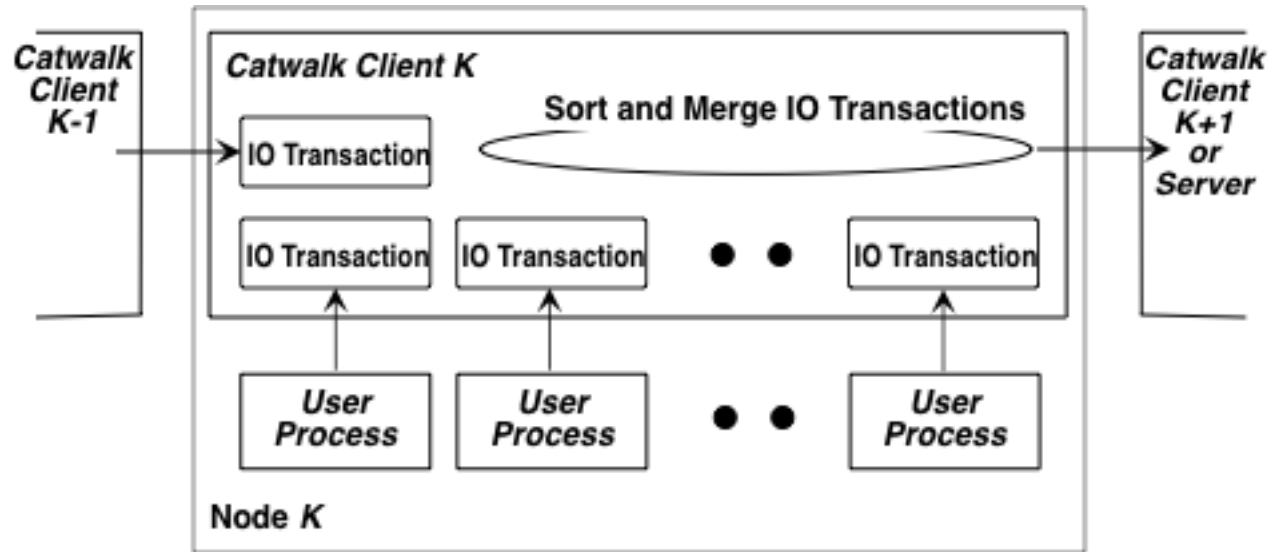 Catwalk
Client
K-1
Catwalk Client K
Sort and Merge IO Transactions
IO Transaction
IO Transaction
IO Transaction
IO Transaction
User
Process
User
Process
User
Process
Node K
Catwalk
Client
K+1
or
Server